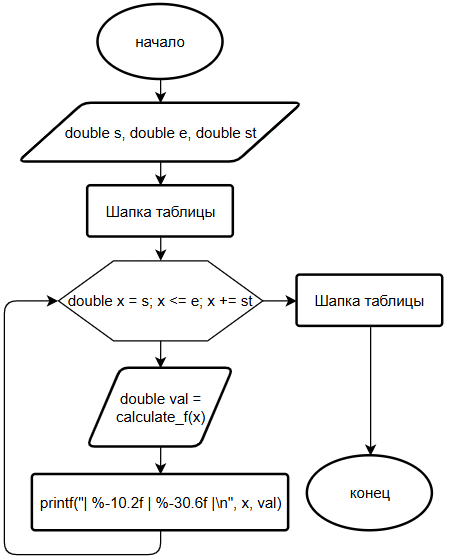 начало
double s, double e, double st
Шапка таблицы
double x = s; x <= e; x += st
Шапка таблицы
double val =
calculate_f(x)
printf("| %-10.2f | %-30.6f |\n", x, val)
конец